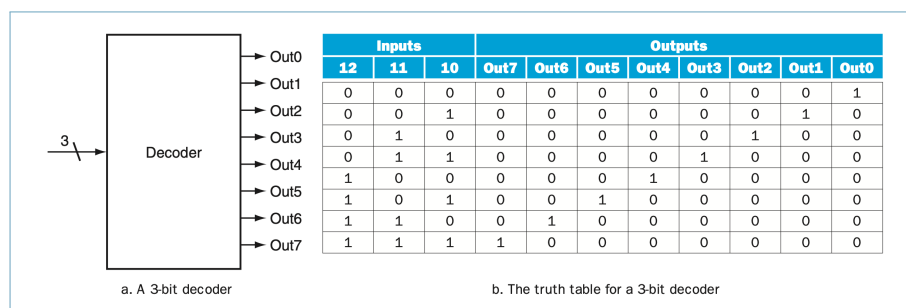 Out0
Out1
Out2
3
Out3
Decoder
Out4
Out5
Out6
Out7
a. A 3-bit decoder
Inputs Outputs
12 11 10 Out7 Out6 Out5 Out4 Out3 Out2 Out1 Out0
0 0 0 0 0 0 0 0 0 0 1
0 0 1 0 0 0 0 0 0 1 0
0 1 0 0 0 0 0 0 1 0 0
0 1 1 0 0 0 0 1 0 0 0
1 0 0 0 0 0 1 0 0 0 0
1 0 1 0 0 1 0 0 0 0 0
1 1 0 0 1 0 0 0 0 0 0
1 1 1 1 0 0 0 0 0 0 0
b. The truth table for a 3-bit decoder